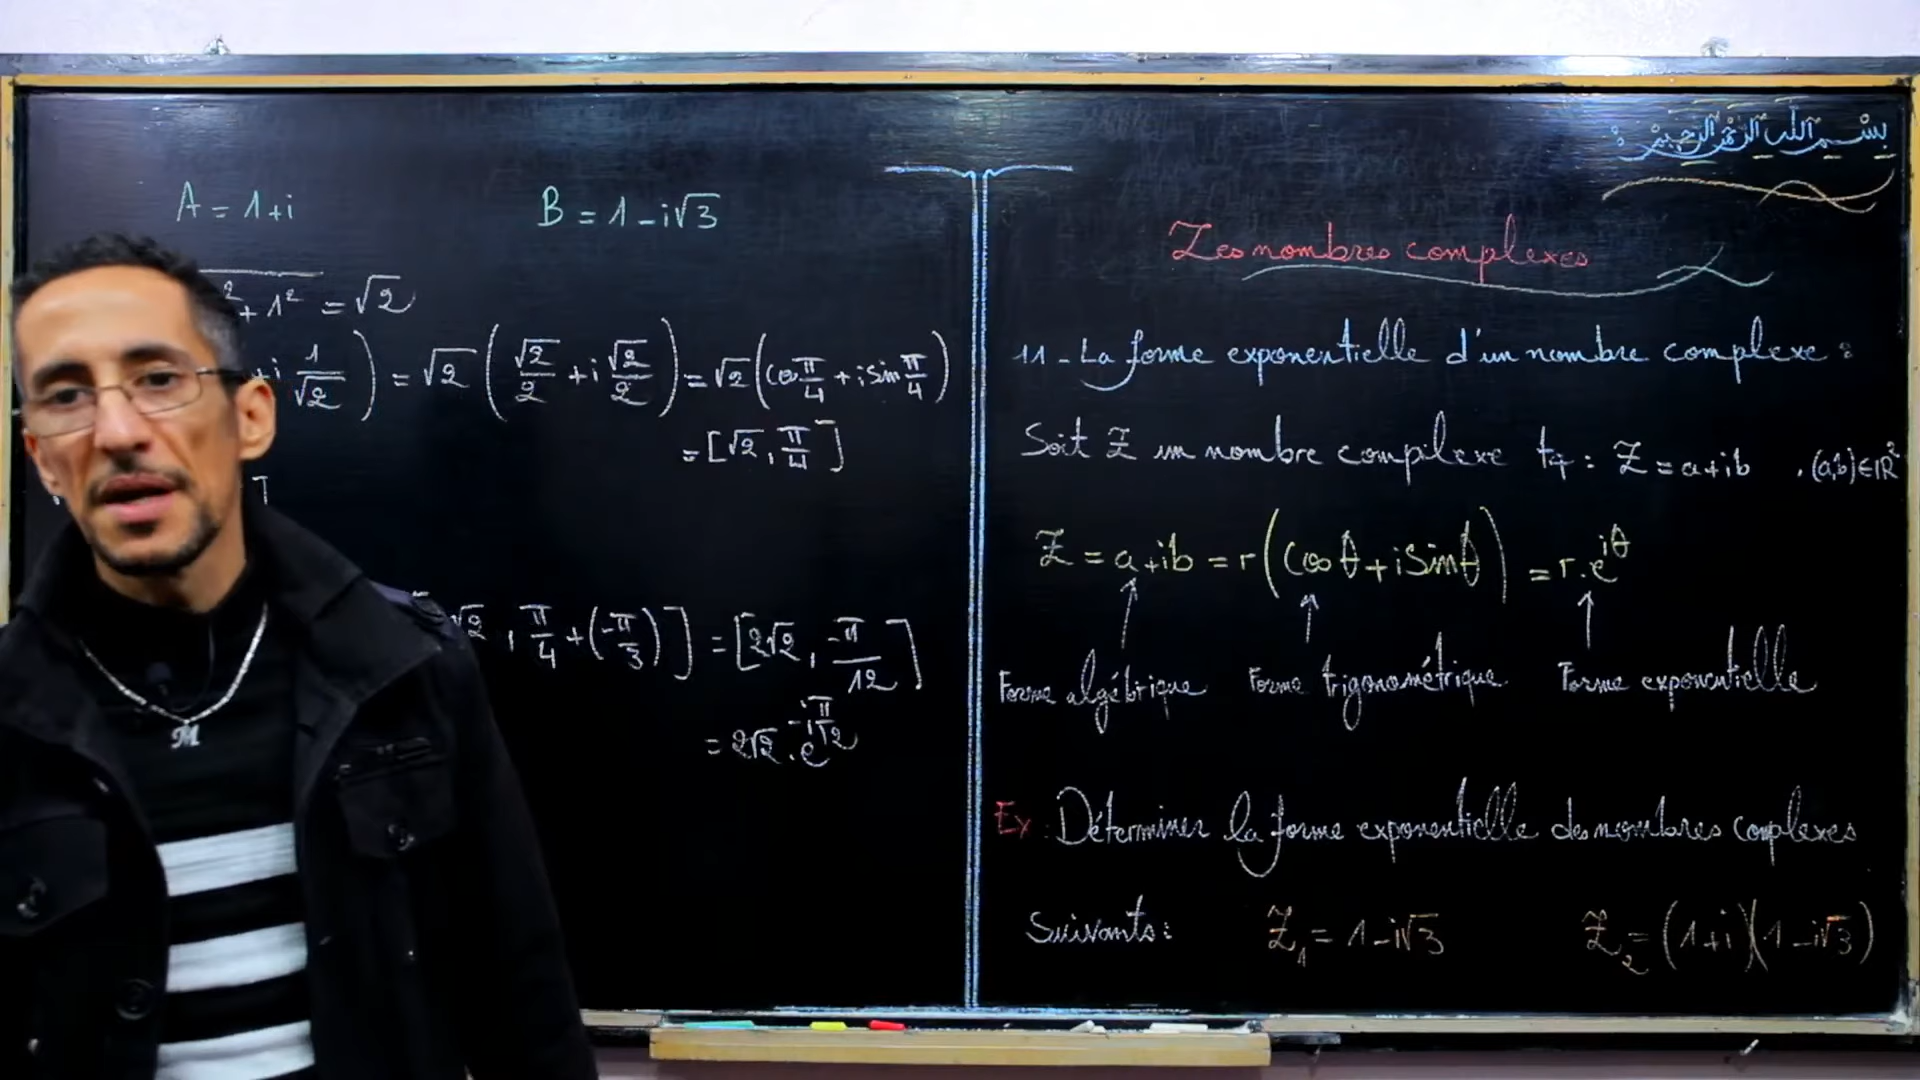 A = 1+i
B = 1-i√3
² + 1² = √2
+i 1/√2) = √2(√2/2 + i√2/2) = √2(cos π/4 + i sin π/4)
= [√2, π/4]
√2, π/4 + (-π/3)] = [2√2, -π/12]
= 2√2 . e^(-iπ/12)
M
بسم الله الرحمن الرحيم
Les nombres complexes
11 - La forme exponentielle d'un nombre complexe :
Soit Z un nombre complexe tq : Z = a+ib , (a,b)∈ℝ²
Z = a+ib = r(cos θ + i sin θ) = r.e^(iθ)
Forme algébrique Forme trigonométrique Forme exponentielle
Ex : Déterminer la forme exponentielle des nombres complexes
Suivants : Z₁ = 1-i√3 Z₂ = (1+i)(1-i√3)